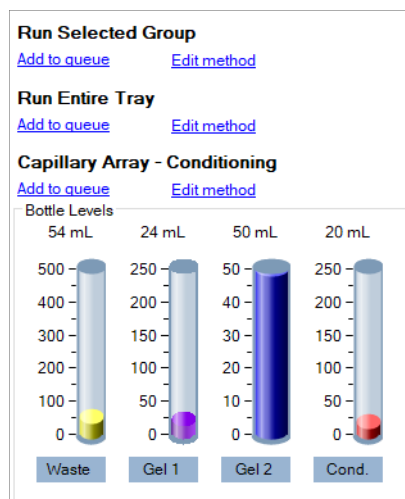 Run Selected Group
Add to queue Edit method
Run Entire Tray
Add to queue Edit method
Capillary Array - Conditioning
Add to queue Edit method
Bottle Levels
54 mL 24 mL 50 mL 20 mL
500 250 50 250
400 200 40 200
300 150 30 150
200 100 20 100
100 50 10 50
0 0 0 0
Waste Gel 1 Gel 2 Cond.